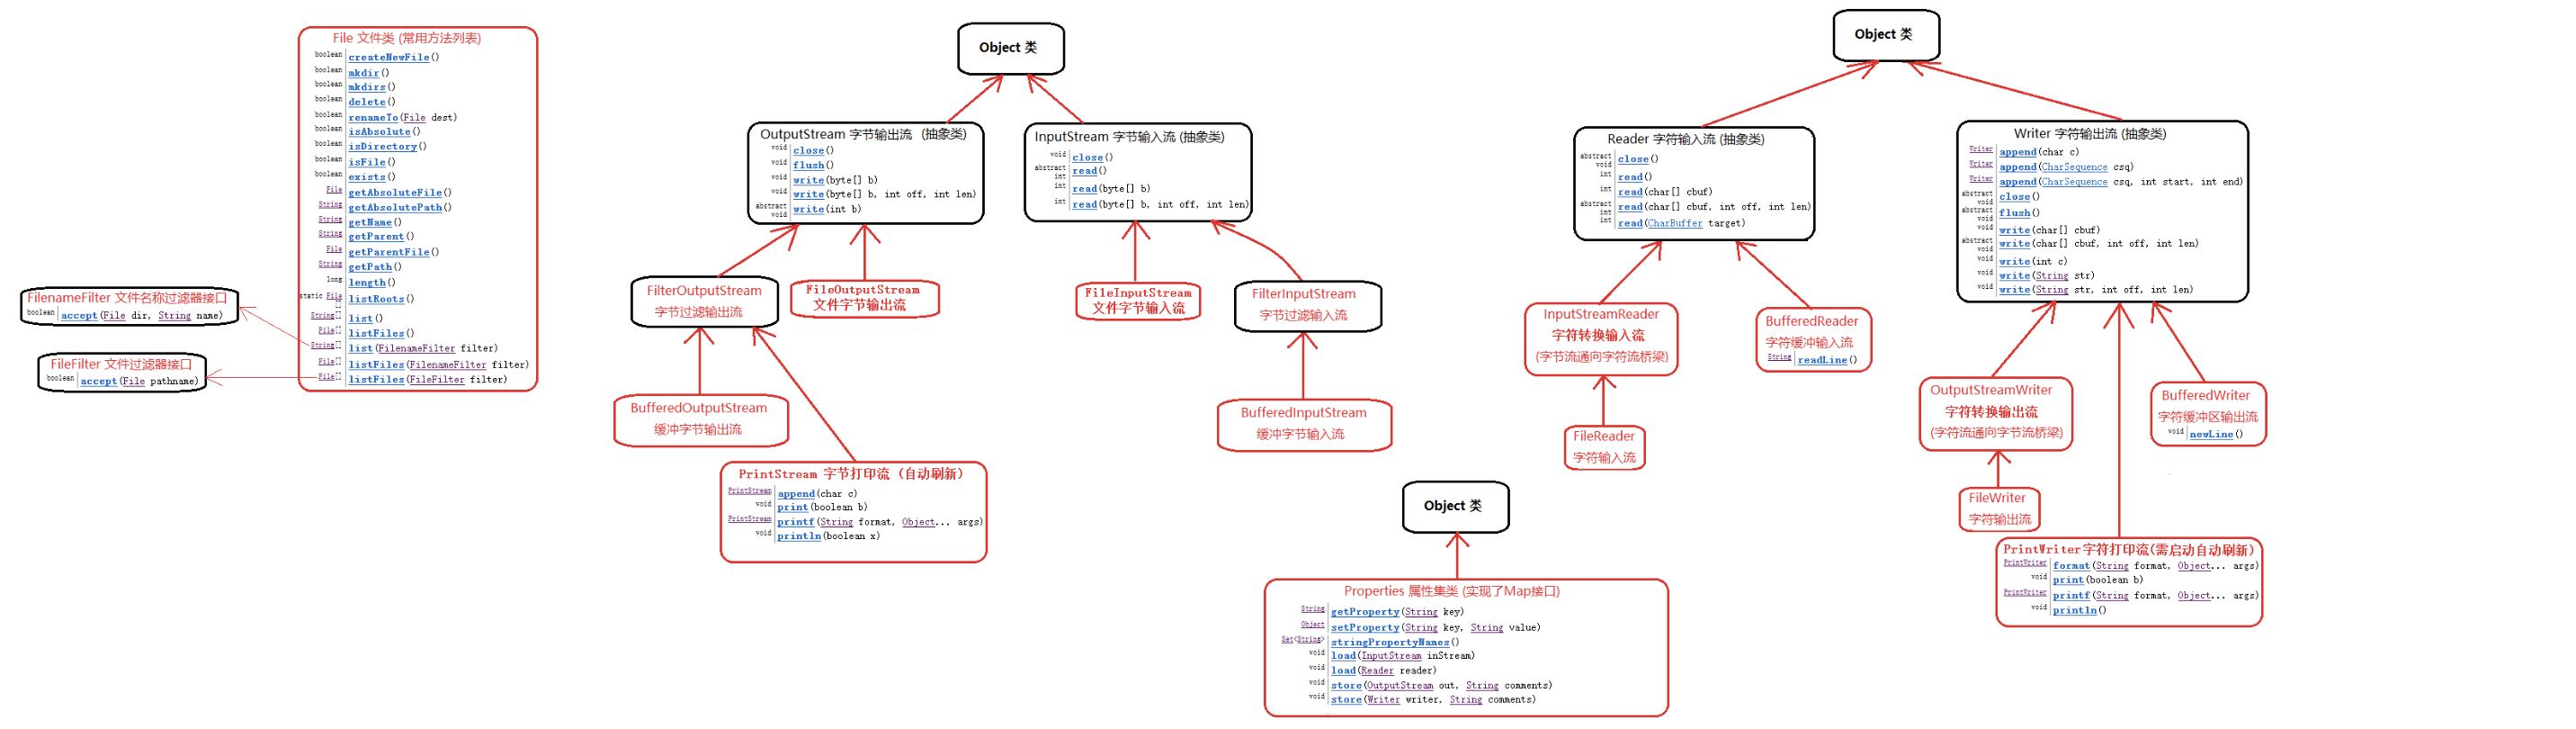 File 文件类 (常用方法列表)
boolean createNewFile()
boolean mkdir()
boolean mkdirs()
boolean delete()
boolean renameTo(File dest)
boolean isAbsolute()
boolean isDirectory()
boolean isFile()
boolean exists()
File getAbsoluteFile()
String getAbsolutePath()
String getName()
String getParent()
File getParentFile()
String getPath()
long length()
static File[] listRoots()
String[] list()
File[] listFiles()
String[] list(FilenameFilter filter)
File[] listFiles(FilenameFilter filter)
File[] listFiles(FileFilter filter)
FilenameFilter 文件名称过滤器接口
boolean accept(File dir, String name)
FileFilter 文件过滤器接口
boolean accept(File pathname)
Object 类
OutputStream 字节输出流 (抽象类)
void close()
void flush()
void write(byte[] b)
void write(byte[] b, int off, int len)
abstract void write(int b)
InputStream 字节输入流 (抽象类)
void close()
abstract int read()
int read(byte[] b)
int read(byte[] b, int off, int len)
FilterOutputStream
字节过滤输出流
FileOutputStream
文件字节输出流
FileInputStream
文件字节输入流
FilterInputStream
字节过滤输入流
BufferedOutputStream
缓冲字节输出流
BufferedInputStream
缓冲字节输入流
PrintStream 字节打印流 (自动刷新)
PrintStream append(char c)
void print(boolean b)
PrintStream printf(String format, Object... args)
void println(boolean x)
Object 类
Reader 字符输入流 (抽象类)
abstract void close()
int read()
int read(char[] cbuf)
abstract int read(char[] cbuf, int off, int len)
int read(CharBuffer target)
Writer 字符输出流 (抽象类)
Writer append(char c)
Writer append(CharSequence csq)
Writer append(CharSequence csq, int start, int end)
abstract void close()
abstract void flush()
void write(char[] cbuf)
abstract void write(char[] cbuf, int off, int len)
void write(int c)
void write(String str)
void write(String str, int off, int len)
InputStreamReader
字符转换输入流
(字节流通向字符流桥梁)
BufferedReader
字符缓冲输入流
String readLine()
FileReader
字符输入流
OutputStreamWriter
字符转换输出流
(字符流通向字节流桥梁)
BufferedWriter
字符缓冲区输出流
void newLine()
FileWriter
字符输出流
PrintWriter 字符打印流(需启动自动刷新)
PrintWriter format(String format, Object... args)
void print(boolean b)
PrintWriter printf(String format, Object... args)
void println()
Object 类
Properties 属性集类 (实现了Map接口)
String getProperty(String key)
Object setProperty(String key, String value)
Set<String> stringPropertyNames()
void load(InputStream inStream)
void load(Reader reader)
void store(OutputStream out, String comments)
void store(Writer writer, String comments)